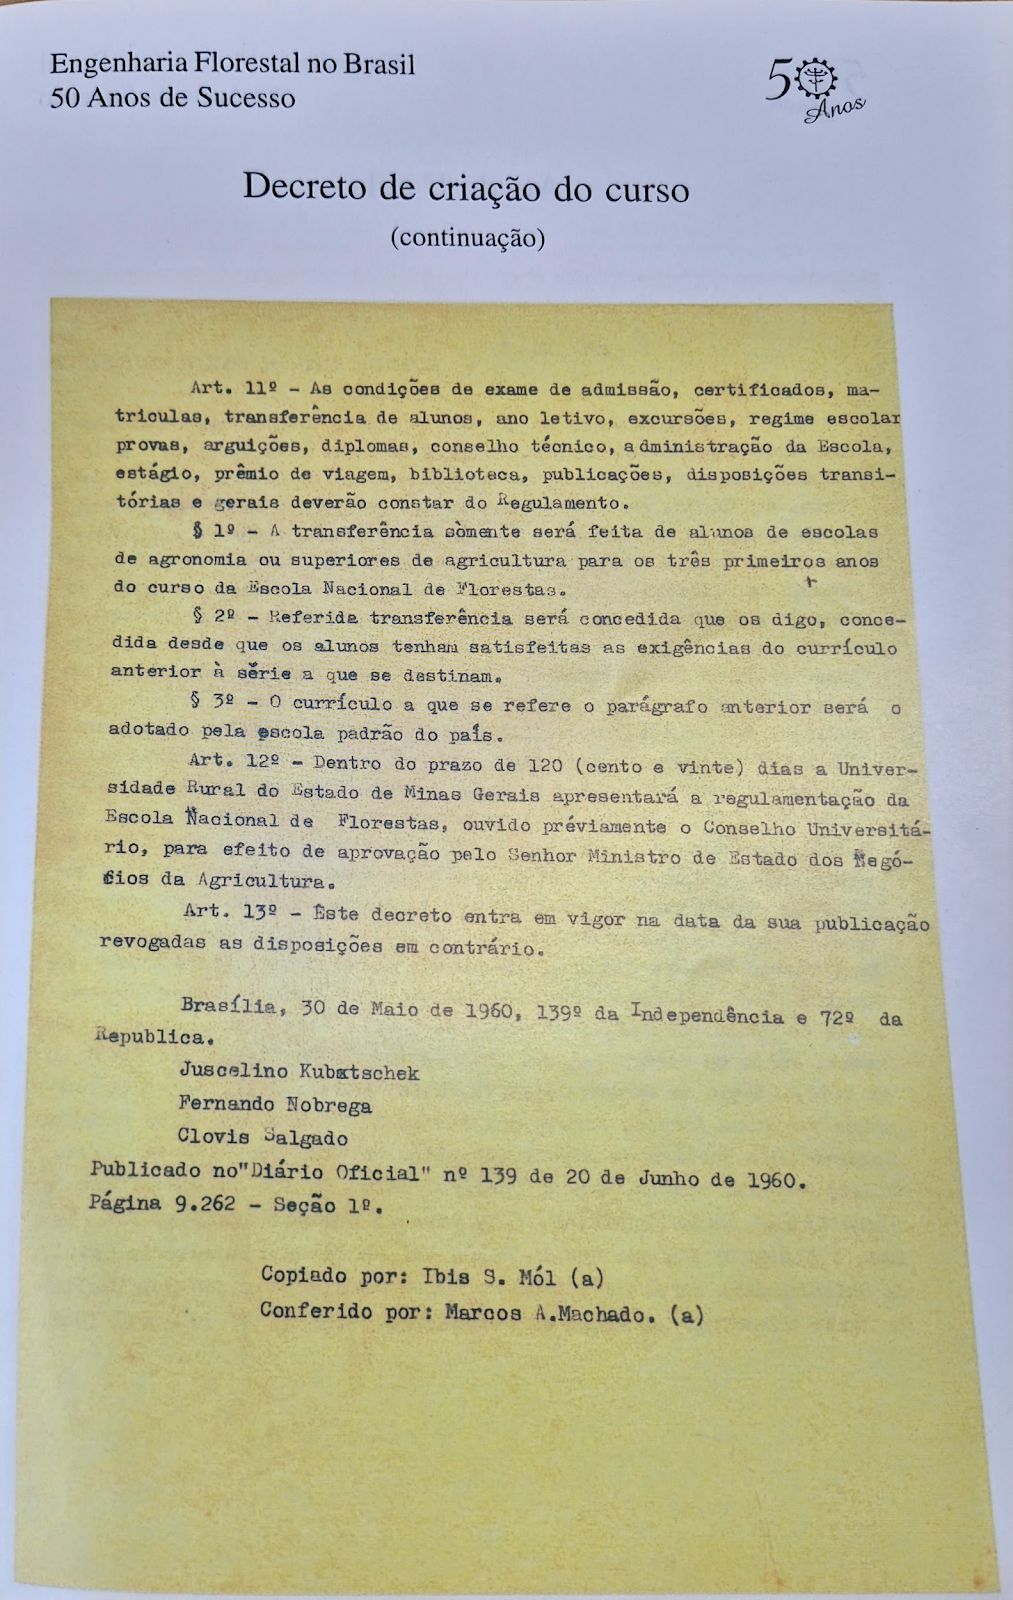 Engenharia Florestal no Brasil
50 Anos de Sucesso
50
Anos
Decreto de criação do curso
(continuação)
Art. 11º - As condições de exame de admissão, certificados, ma-
triculas, transferência de alunos, ano letivo, excursões, regime escolar
provas, arguições, diplomas, conselho técnico, administração da Escola,
estágio, prêmio de viagem, biblioteca, publicações, disposições transi-
tórias e gerais deverão constar do Regulamento.
§ 1º - A transferência sòmente será feita de alunos de escolas
de agronomia ou superiores de agricultura para os três primeiros anos
do curso da Escola Nacional de Florestas.
§ 2º - Referida transferência será concedida que os digo, conce-
dida desde que os alunos tenham satisfeitas as exigências do currículo
anterior à série a que se destinam.
§ 3º - O currículo a que se refere o parágrafo anterior será o
adotado pela escola padrão do país.
Art. 12º - Dentro do prazo de 120 (cento e vinte) dias a Univer-
sidade Rural do Estado de Minas Gerais apresentará a regulamentação da
Escola Nacional de Florestas, ouvido préviamente o Conselho Universitá-
rio, para efeito de aprovação pelo Senhor Ministro de Estado dos Negó-
cios da Agricultura.
Art. 13º - Êste decreto entra em vigor na data da sua publicação
revogadas as disposições em contrário.
Brasília, 30 de Maio de 1960, 139º da Independência e 72º da
Republica.
Juscelino Kubatschek
Fernando Nobrega
Clovis Salgado
Publicado no"Diário Oficial" nº 139 de 20 de Junho de 1960.
Página 9.262 - Seção 1º.
Copiado por: Ibis S. Mól (a)
Conferido por: Marcos A.Machado. (a)